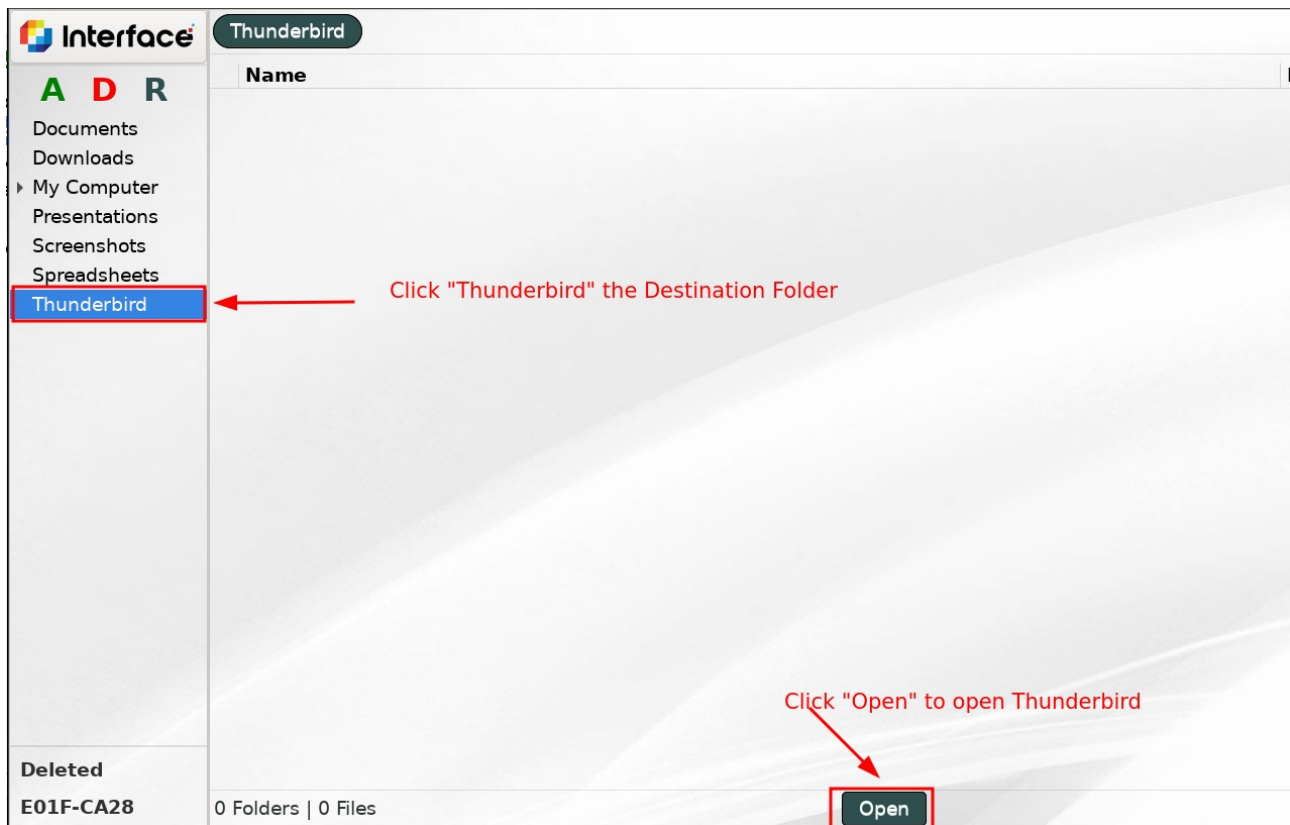 Interface
Thunderbird
Name
A D R
Documents
Downloads
My Computer
Presentations
Screenshots
Spreadsheets
Thunderbird
Click "Thunderbird" the Destination Folder
Click "Open" to open Thunderbird
Deleted
E01F-CA28
0 Folders | 0 Files
Open